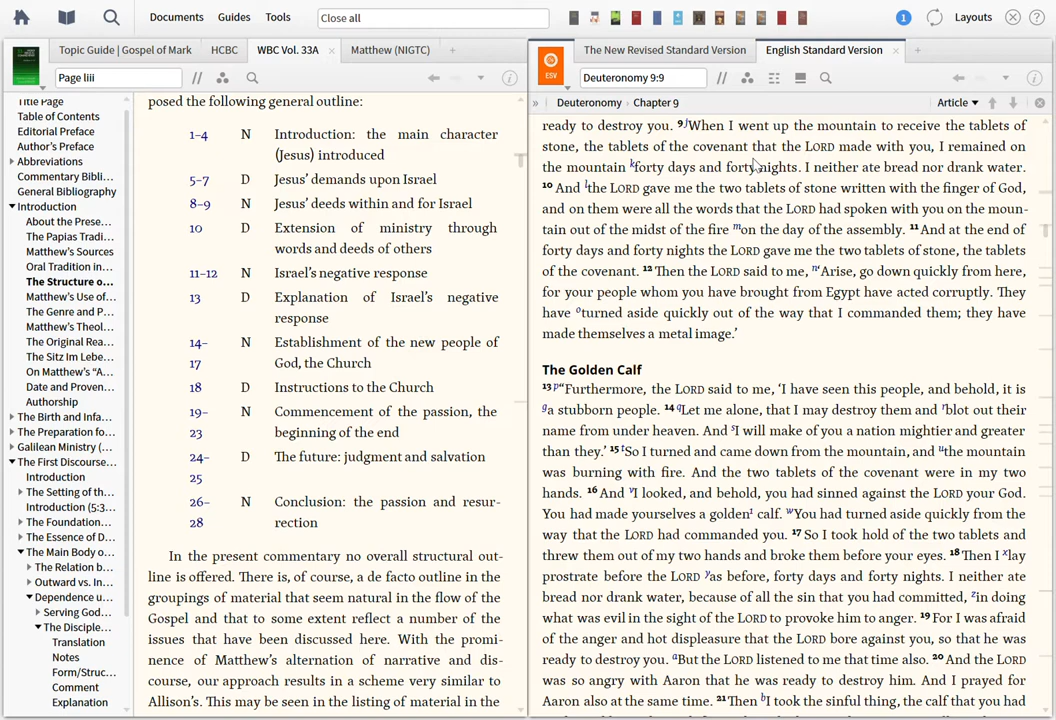 Documents Guides Tools Close all 1 Layouts
Topic Guide | Gospel of Mark HCBC WBC Vol. 33A Matthew (NIGTC)
Page liii
Title Page
Table of Contents
Editorial Preface
Author's Preface
Abbreviations
Commentary Bibli...
General Bibliography
Introduction
About the Prese...
The Papias Tradi...
Matthew's Sources
Oral Tradition in...
The Structure o...
Matthew's Use of...
The Genre and P...
Matthew's Theol...
The Original Rea...
The Sitz Im Lebe...
On Matthew's "A...
Date and Proven...
Authorship
The Birth and Infa...
The Preparation fo...
Galilean Ministry (...
The First Discourse...
Introduction
The Setting of th...
Introduction (5:3...
The Foundation...
The Essence of D...
The Main Body o...
The Relation b...
Outward vs. In...
Dependence u...
Serving God...
The Disciple...
Translation
Notes
Form/Struc...
Comment
Explanation
posed the following general outline:
1–4 N Introduction: the main character
(Jesus) introduced
5–7 D Jesus' demands upon Israel
8–9 N Jesus' deeds within and for Israel
10 D Extension of ministry through
words and deeds of others
11–12 N Israel's negative response
13 D Explanation of Israel's negative
response
14– N Establishment of the new people of
17 God, the Church
18 D Instructions to the Church
19– N Commencement of the passion, the
23 beginning of the end
24– D The future: judgment and salvation
25
26– N Conclusion: the passion and resur-
28 rection
In the present commentary no overall structural out-
line is offered. There is, of course, a de facto outline in the
groupings of material that seem natural in the flow of the
Gospel and that to some extent reflect a number of the
issues that have been discussed here. With the promi-
nence of Matthew's alternation of narrative and dis-
course, our approach results in a scheme very similar to
Allison's. This may be seen in the listing of material in the
The New Revised Standard Version English Standard Version
ESV Deuteronomy 9:9
» Deuteronomy › Chapter 9 Article
ready to destroy you. 9 j When I went up the mountain to receive the tablets of
stone, the tablets of the covenant that the LORD made with you, I remained on
the mountain k forty days and forty nights. I neither ate bread nor drank water.
10 And l the LORD gave me the two tablets of stone written with the finger of God,
and on them were all the words that the LORD had spoken with you on the moun-
tain out of the midst of the fire m on the day of the assembly. 11 And at the end of
forty days and forty nights the LORD gave me the two tablets of stone, the tablets
of the covenant. 12 Then the LORD said to me, n 'Arise, go down quickly from here,
for your people whom you have brought from Egypt have acted corruptly. They
have o turned aside quickly out of the way that I commanded them; they have
made themselves a metal image.'
The Golden Calf
13 p "Furthermore, the LORD said to me, 'I have seen this people, and behold, it is
q a stubborn people. 14 q Let me alone, that I may destroy them and r blot out their
name from under heaven. And s I will make of you a nation mightier and greater
than they.' 15 t So I turned and came down from the mountain, and u the mountain
was burning with fire. And the two tablets of the covenant were in my two
hands. 16 And v I looked, and behold, you had sinned against the LORD your God.
You had made yourselves a golden t calf. w You had turned aside quickly from the
way that the LORD had commanded you. 17 So I took hold of the two tablets and
threw them out of my two hands and broke them before your eyes. 18 Then I x lay
prostrate before the LORD y as before, forty days and forty nights. I neither ate
bread nor drank water, because of all the sin that you had committed, z in doing
what was evil in the sight of the LORD to provoke him to anger. 19 For I was afraid
of the anger and hot displeasure that the LORD bore against you, so that he was
ready to destroy you. a But the LORD listened to me that time also. 20 And the LORD
was so angry with Aaron that he was ready to destroy him. And I prayed for
Aaron also at the same time. 21 Then b I took the sinful thing, the calf that you had